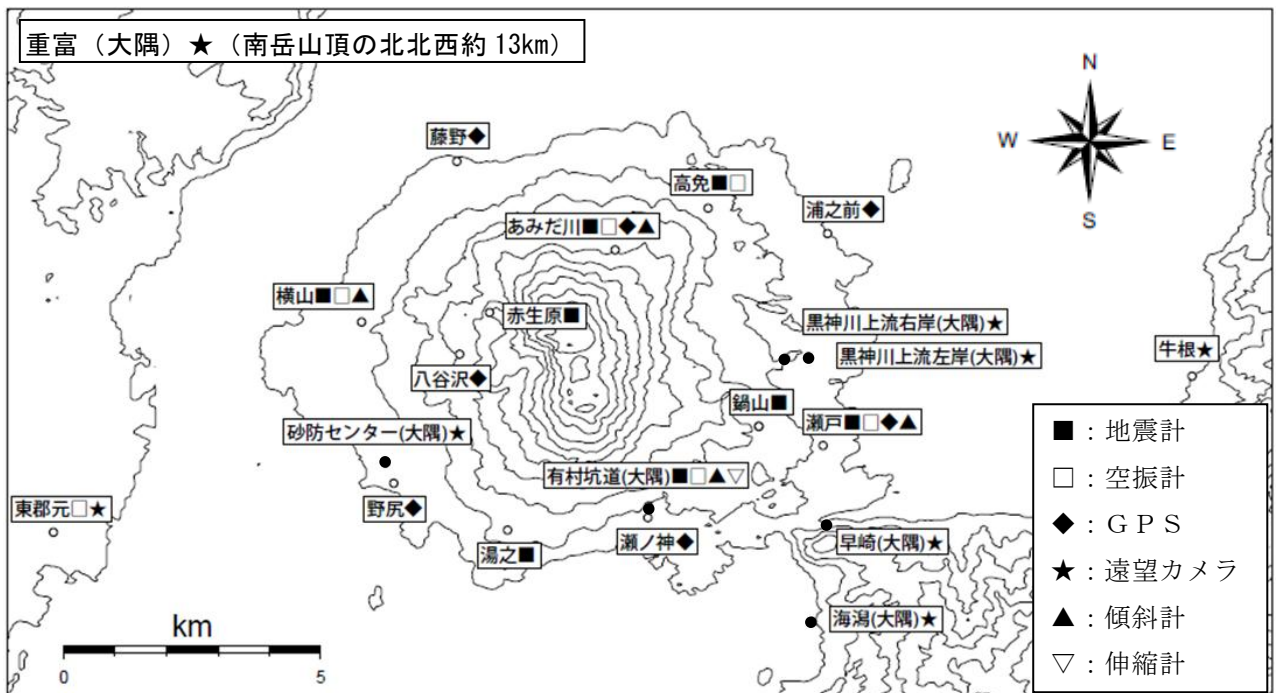 重富（大隅）★（南岳山頂の北北西約 13km）
N
W
E
S
藤野◆
高免■□
浦之前◆
あみだ川■□◆▲
横山■□▲
赤生原■
黒神川上流右岸(大隅)★
黒神川上流左岸(大隅)★
牛根★
八谷沢◆
鍋山■
瀬戸■□◆▲
砂防センター(大隅)★
有村坑道(大隅)■□▲▽
東郡元□★
野尻◆
湯之■
瀬ノ神◆
早崎(大隅)★
海潟(大隅)★
km
0
5
■：地震計
□：空振計
◆：ＧＰＳ
★：遠望カメラ
▲：傾斜計
▽：伸縮計